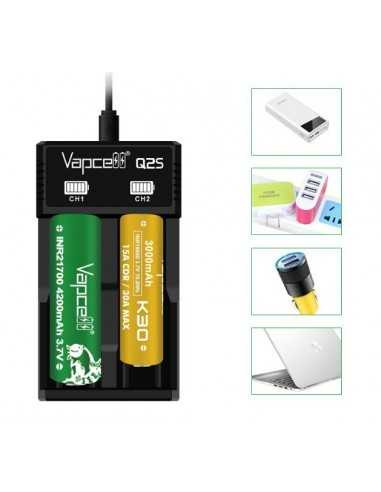 Vapcell® Q2S
CH1
CH2
Vapcell
INR21700 4200mAh 3.7V
3000mAh
15A CDR / 30A MAX
K30